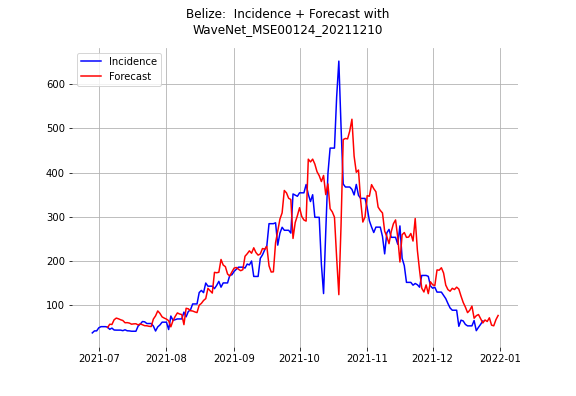 Belize:  Incidence + Forecast with
WaveNet_MSE00124_20211210
Incidence
Forecast
600
500
400
300
200
100
2021-07 2021-08 2021-09 2021-10 2021-11 2021-12 2022-01